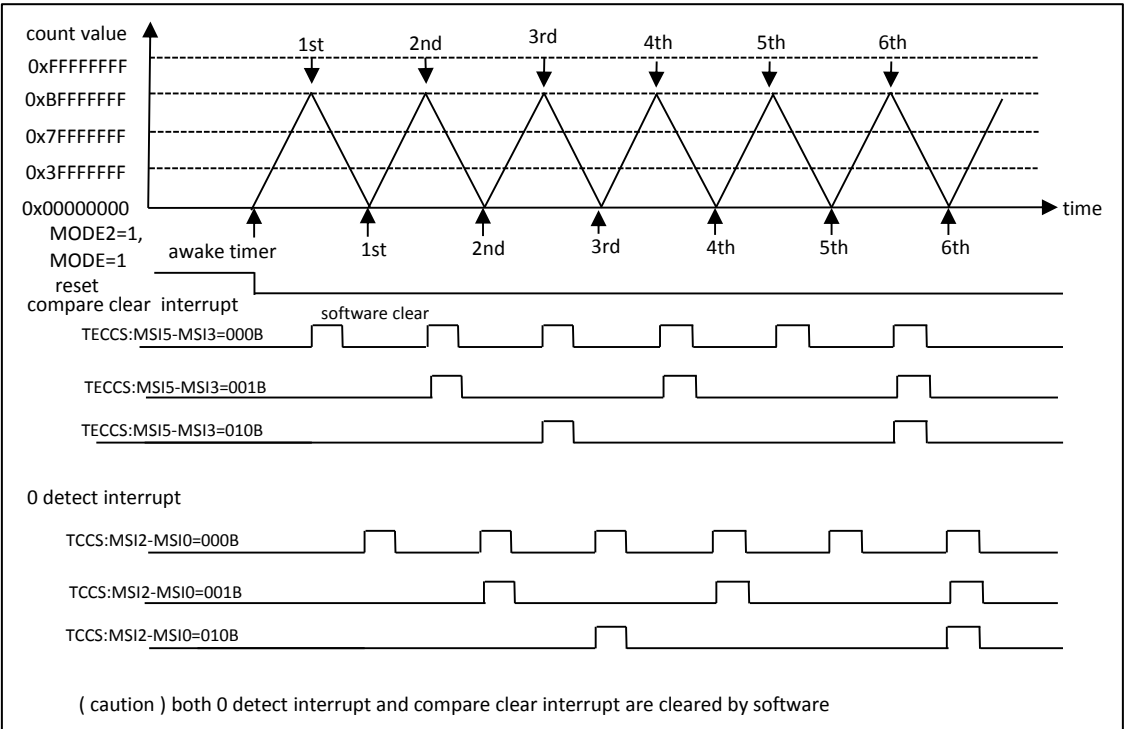 count value
1st 2nd 3rd 4th 5th 6th
0xFFFFFFFF
0xBFFFFFFF
0x7FFFFFFF
0x3FFFFFFF
0x00000000
time
MODE2=1,
MODE=1
awake timer
1st 2nd 3rd 4th 5th 6th
reset
compare clear interrupt
software clear
TECCS:MSI5-MSI3=000B
TECCS:MSI5-MSI3=001B
TECCS:MSI5-MSI3=010B
0 detect interrupt
TCCS:MSI2-MSI0=000B
TCCS:MSI2-MSI0=001B
TCCS:MSI2-MSI0=010B
( caution ) both 0 detect interrupt and compare clear interrupt are cleared by software